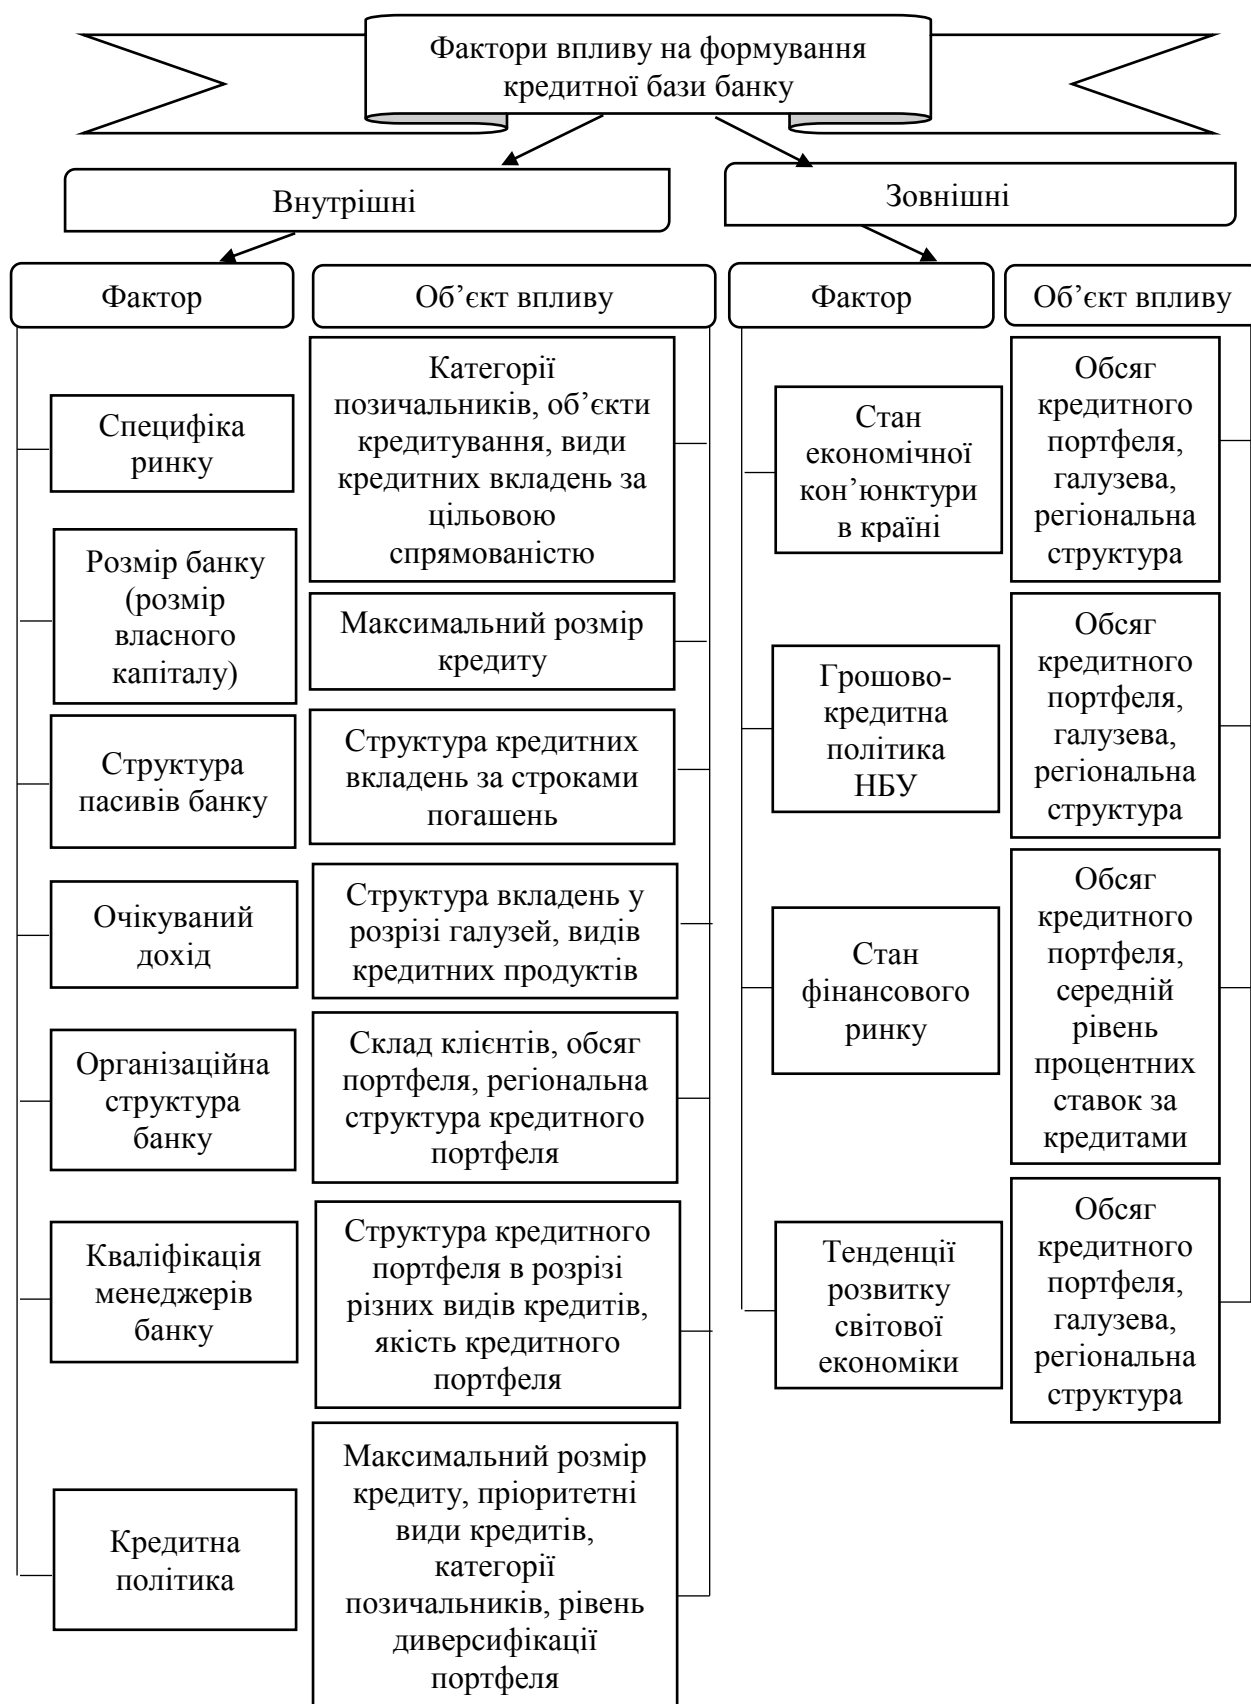 Фактори впливу на формування
кредитної бази банку
Внутрішні
Зовнішні
Фактор
Об’єкт впливу
Фактор
Об’єкт впливу
Специфіка
ринку
Категорії
позичальників, об’єкти
кредитування, види
кредитних вкладень за
цільовою
спрямованістю
Розмір банку
(розмір
власного
капіталу)
Максимальний розмір
кредиту
Структура
пасивів банку
Структура кредитних
вкладень за строками
погашень
Очікуваний
дохід
Структура вкладень у
розрізі галузей, видів
кредитних продуктів
Організаційна
структура
банку
Склад клієнтів, обсяг
портфеля, регіональна
структура кредитного
портфеля
Кваліфікація
менеджерів
банку
Структура кредитного
портфеля в розрізі
різних видів кредитів,
якість кредитного
портфеля
Кредитна
політика
Максимальний розмір
кредиту, пріоритетні
види кредитів,
категорії
позичальників, рівень
диверсифікації
портфеля
Стан
економічної
кон’юнктури
в країні
Обсяг
кредитного
портфеля,
галузева,
регіональна
структура
Грошово-
кредитна
політика
НБУ
Обсяг
кредитного
портфеля,
галузева,
регіональна
структура
Стан
фінансового
ринку
Обсяг
кредитного
портфеля,
середній
рівень
процентних
ставок за
кредитами
Тенденції
розвитку
світової
економіки
Обсяг
кредитного
портфеля,
галузева,
регіональна
структура